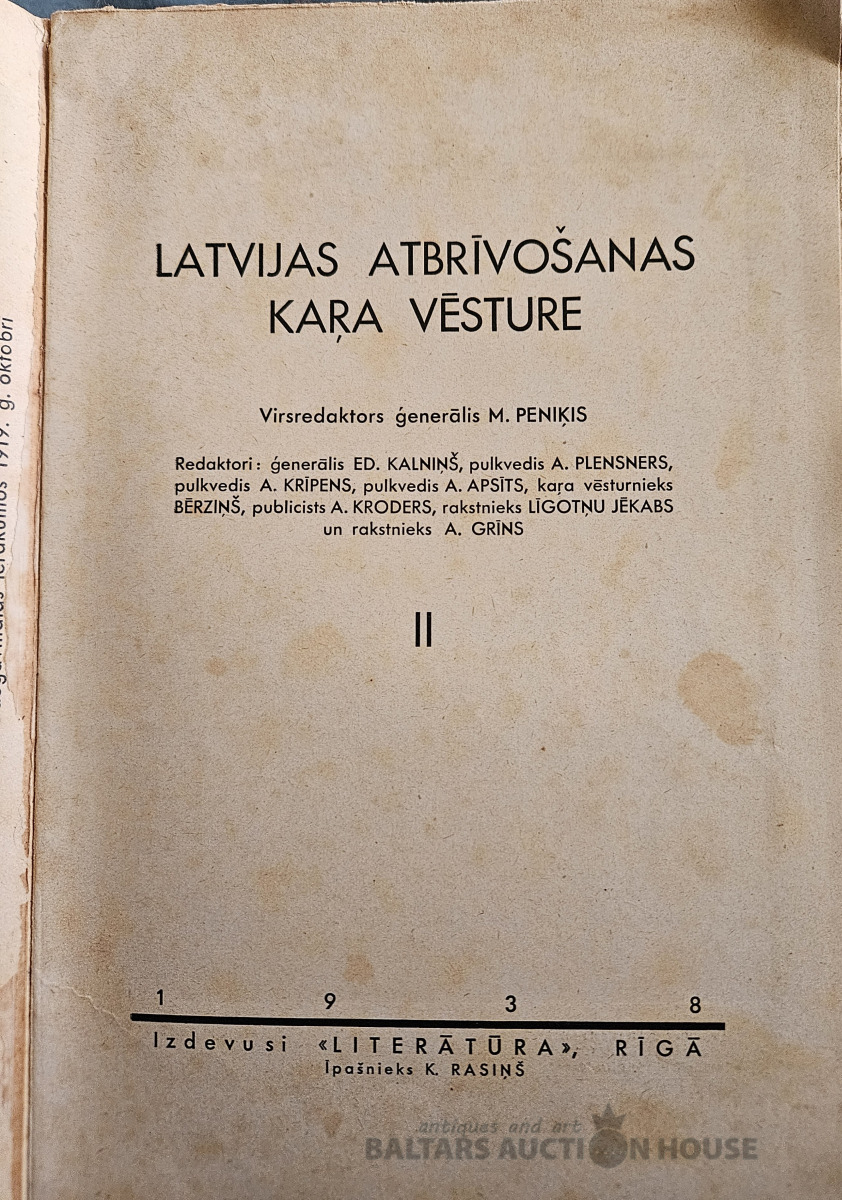 LATVIJAS ATBRĪVOŠANAS
KAŖA VĒSTURE
Virsredaktors ģenerālis M. PENIĶIS
Redaktori: ģenerālis ED. KALNIŅŠ, pulkvedis A. PLENSNERS,
pulkvedis A. KRĪPENS, pulkvedis A. APSĪTS, kaŗa vēsturnieks
BĒRZIŅŠ, publicists A. KRODERS, rakstnieks LĪGOTŅU JĒKABS
un rakstnieks A. GRĪNS
II
1 9 3 8
Izdevusi «LITERĀTŪRA», RĪGĀ
Īpašnieks K. RASIŅŠ
antiques and art
BALTARS AUCTION HOUSE
1919. g. oktobrī